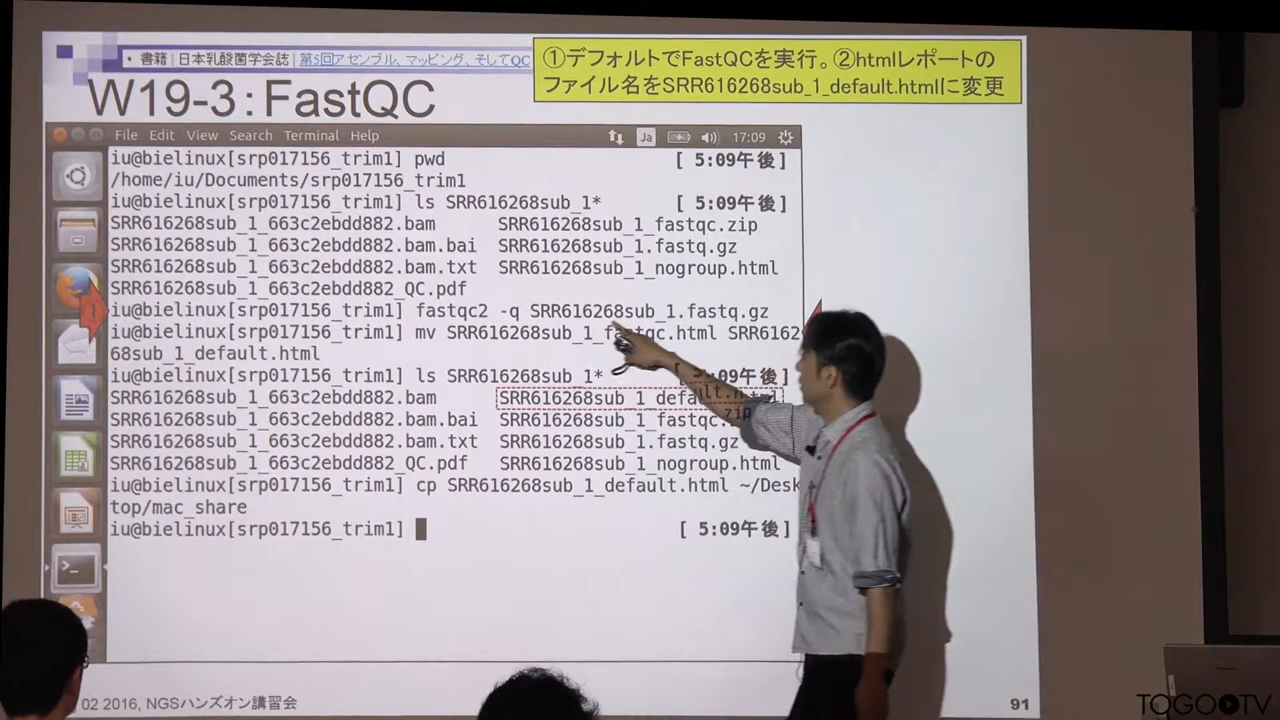 ・書籍 | 日本乳酸菌学会誌 | 第5回アセンブル、マッピング、そしてQC
①デフォルトでFastQCを実行。②htmlレポートの
ファイル名をSRR616268sub_1_default.htmlに変更
W19-3：FastQC
File Edit View Search Terminal Help Ja 17:09
iu@bielinux[srp017156_trim1] pwd [ 5:09午後]
/home/iu/Documents/srp017156_trim1
iu@bielinux[srp017156_trim1] ls SRR616268sub_1* [ 5:09午後]
SRR616268sub_1_663c2ebdd882.bam SRR616268sub_1_fastqc.zip
SRR616268sub_1_663c2ebdd882.bam.bai SRR616268sub_1.fastq.gz
SRR616268sub_1_663c2ebdd882.bam.txt SRR616268sub_1_nogroup.html
SRR616268sub_1_663c2ebdd882_QC.pdf
① iu@bielinux[srp017156_trim1] fastqc2 -q SRR616268sub_1.fastq.gz
iu@bielinux[srp017156_trim1] mv SRR616268sub_1_fastqc.html SRR6162
68sub_1_default.html
iu@bielinux[srp017156_trim1] ls SRR616268sub_1* [ 5:09午後]
SRR616268sub_1_663c2ebdd882.bam SRR616268sub_1_default.html
SRR616268sub_1_663c2ebdd882.bam.bai SRR616268sub_1_fastqc.zip
SRR616268sub_1_663c2ebdd882.bam.txt SRR616268sub_1.fastq.gz
SRR616268sub_1_663c2ebdd882_QC.pdf SRR616268sub_1_nogroup.html
iu@bielinux[srp017156_trim1] cp SRR616268sub_1_default.html ~/Desk
top/mac_share
iu@bielinux[srp017156_trim1] [ 5:09午後]
02 2016, NGSハンズオン講習会
91
TOGOTV